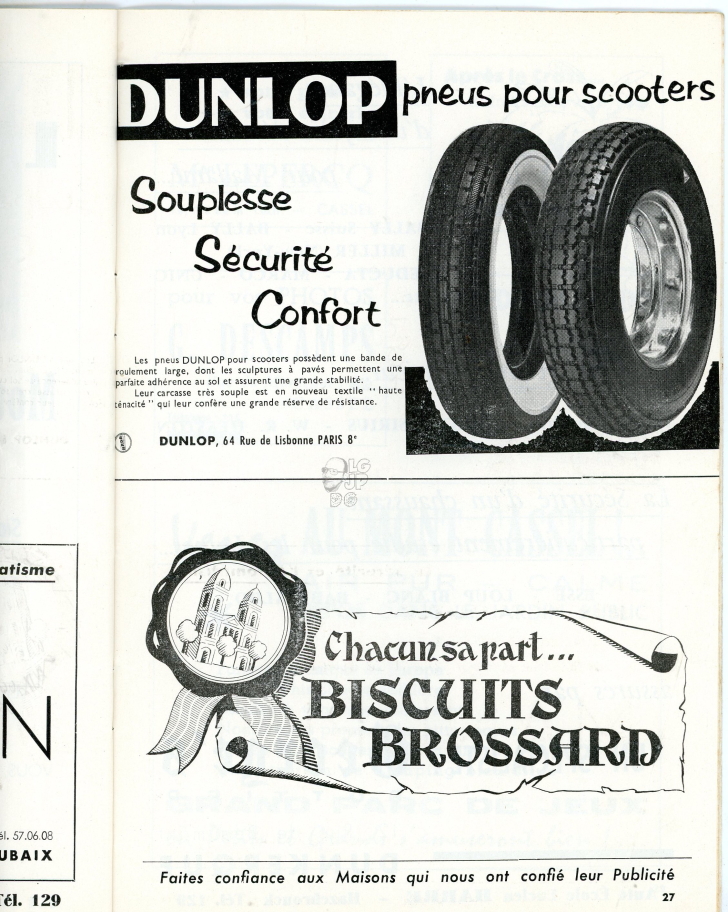 DUNLOP pneus pour scooters
Souplesse
Sécurité
Confort
Les pneus DUNLOP pour scooters possèdent une bande de
roulement large, dont les sculptures à pavés permettent une
parfaite adhérence au sol et assurent une grande stabilité.
Leur carcasse très souple est en nouveau textile "haute
ténacité" qui leur confère une grande réserve de résistance.
DUNLOP, 64 Rue de Lisbonne PARIS 8e
LG
JP
DG
Chacun sa part...
BISCUITS
BROSSARD
Faites confiance aux Maisons qui nous ont confié leur Publicité
27
atisme
N
él. 57.06.08
UBAIX
Tél. 129